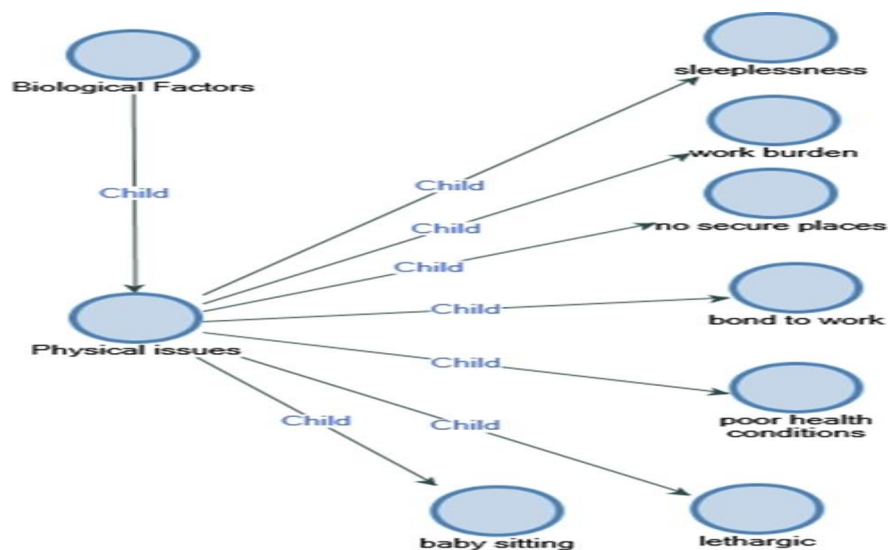 sleeplessness
Biological Factors
work burden
Child
Child
no secure places
Child
Child
Child
bond to work
Physical issues
Child
poor health
conditions
Child
Child
baby sitting
lethargic